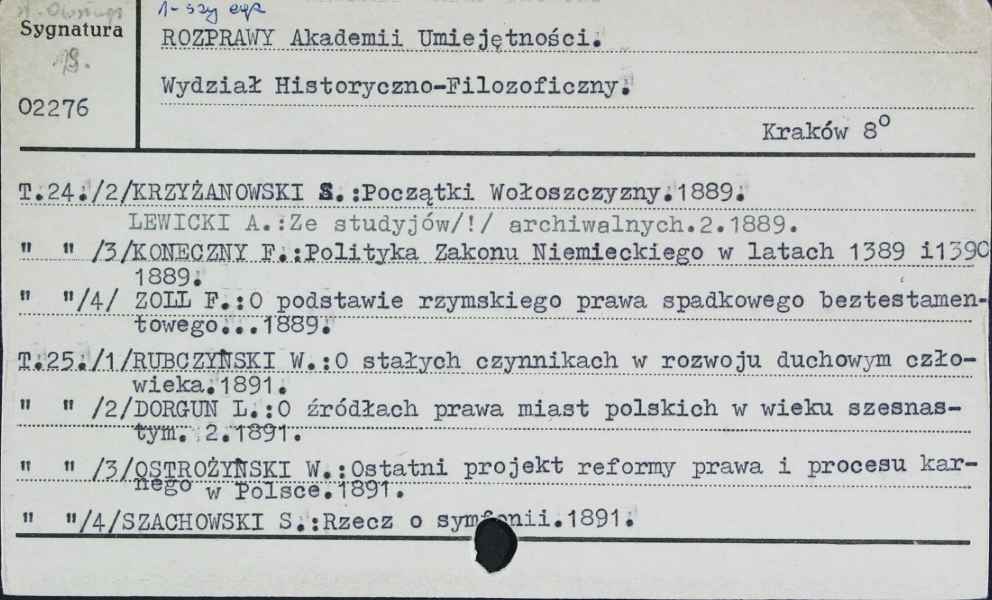 1-szy egz
Sygnatura
ROZPRAWY Akademii Umiejętności.
Wydział Historyczno-Filozoficzny.
02276
Kraków 8°
T.24./2/KRZYŻANOWSKI S.:Początki Wołoszczyzny.1889.
LEWICKI A.:Ze studyjów/!/ archiwalnych.2.1889.
" " /3/KONECZNY F.:Polityka Zakonu Niemieckiego w latach 1389 i1390
1889.
" "/4/ ZOLL F.:O podstawie rzymskiego prawa spadkowego beztestamen-
towego...1889.
T.25./1/RUBCZYŃSKI W.:O stałych czynnikach w rozwoju duchowym czło-
wieka.1891.
" " /2/DORGUN L.:O źródłach prawa miast polskich w wieku szesnas-
tym. 2.1891.
" " /3/OSTROŻYŃSKI W.:Ostatni projekt reformy prawa i procesu kar-
nego w Polsce.1891.
" "/4/SZACHOWSKI S.:Rzecz o symfonii.1891.